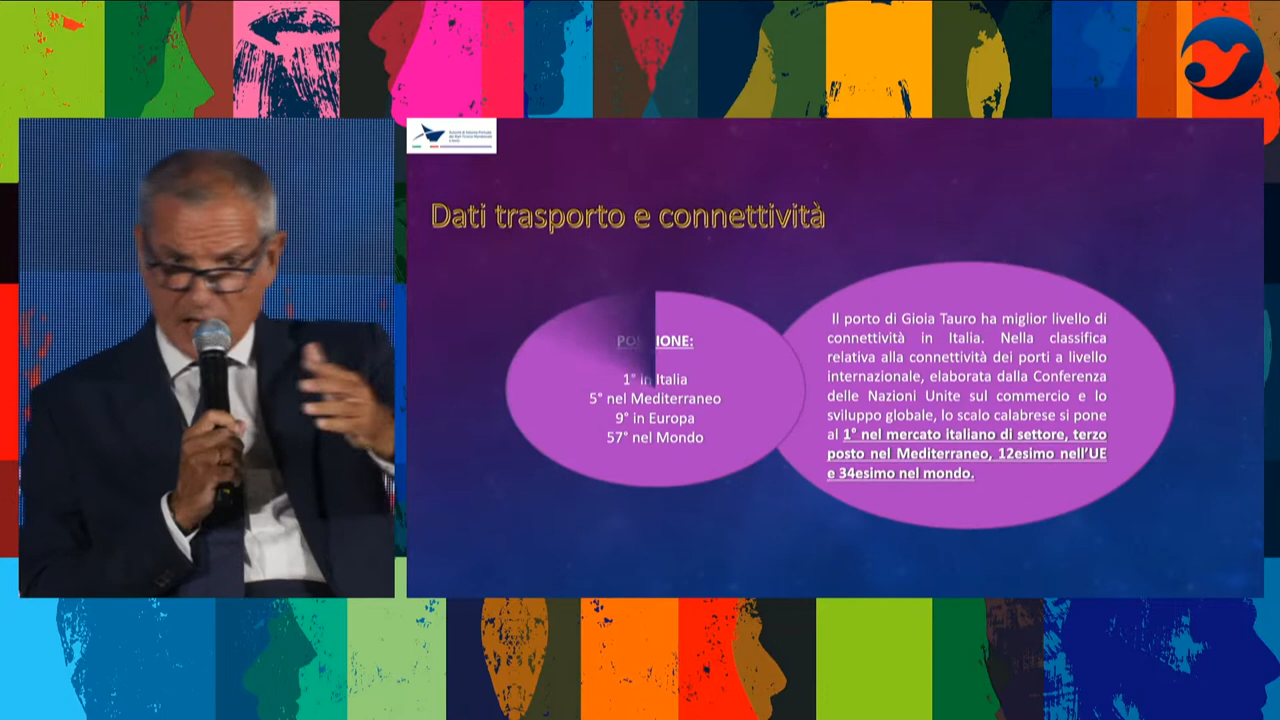 Dati trasporto e connettività
POSIZIONE:
1° in Italia
5° nel Mediterraneo
9° in Europa
57° nel Mondo
Il porto di Gioia Tauro ha miglior livello di
connettività in Italia. Nella classifica
relativa alla connettività dei porti a livello
internazionale, elaborata dalla Conferenza
delle Nazioni Unite sul commercio e lo
sviluppo globale, lo scalo calabrese si pone
al 1° nel mercato italiano di settore, terzo
posto nel Mediterraneo, 12esimo nell'UE
e 34esimo nel mondo.